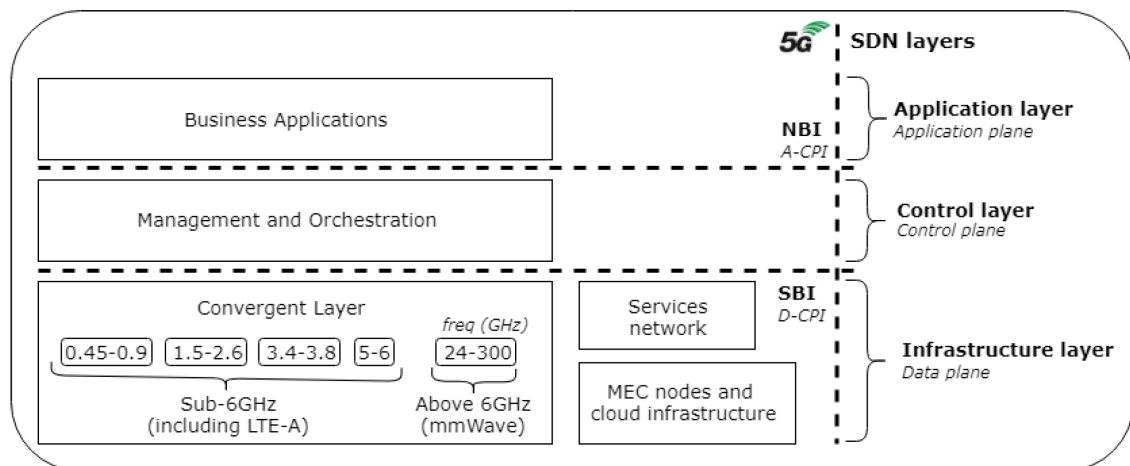 5G
SDN layers
Business Applications
NBI
A-CPI
Application layer
Application plane
Management and Orchestration
Control layer
Control plane
Convergent Layer
freq (GHz)
0.45-0.9 1.5-2.6 3.4-3.8 5-6 24-300
Sub-6GHz
(including LTE-A)
Above 6GHz
(mmWave)
Services
network
MEC nodes and
cloud infrastructure
SBI
D-CPI
Infrastructure layer
Data plane